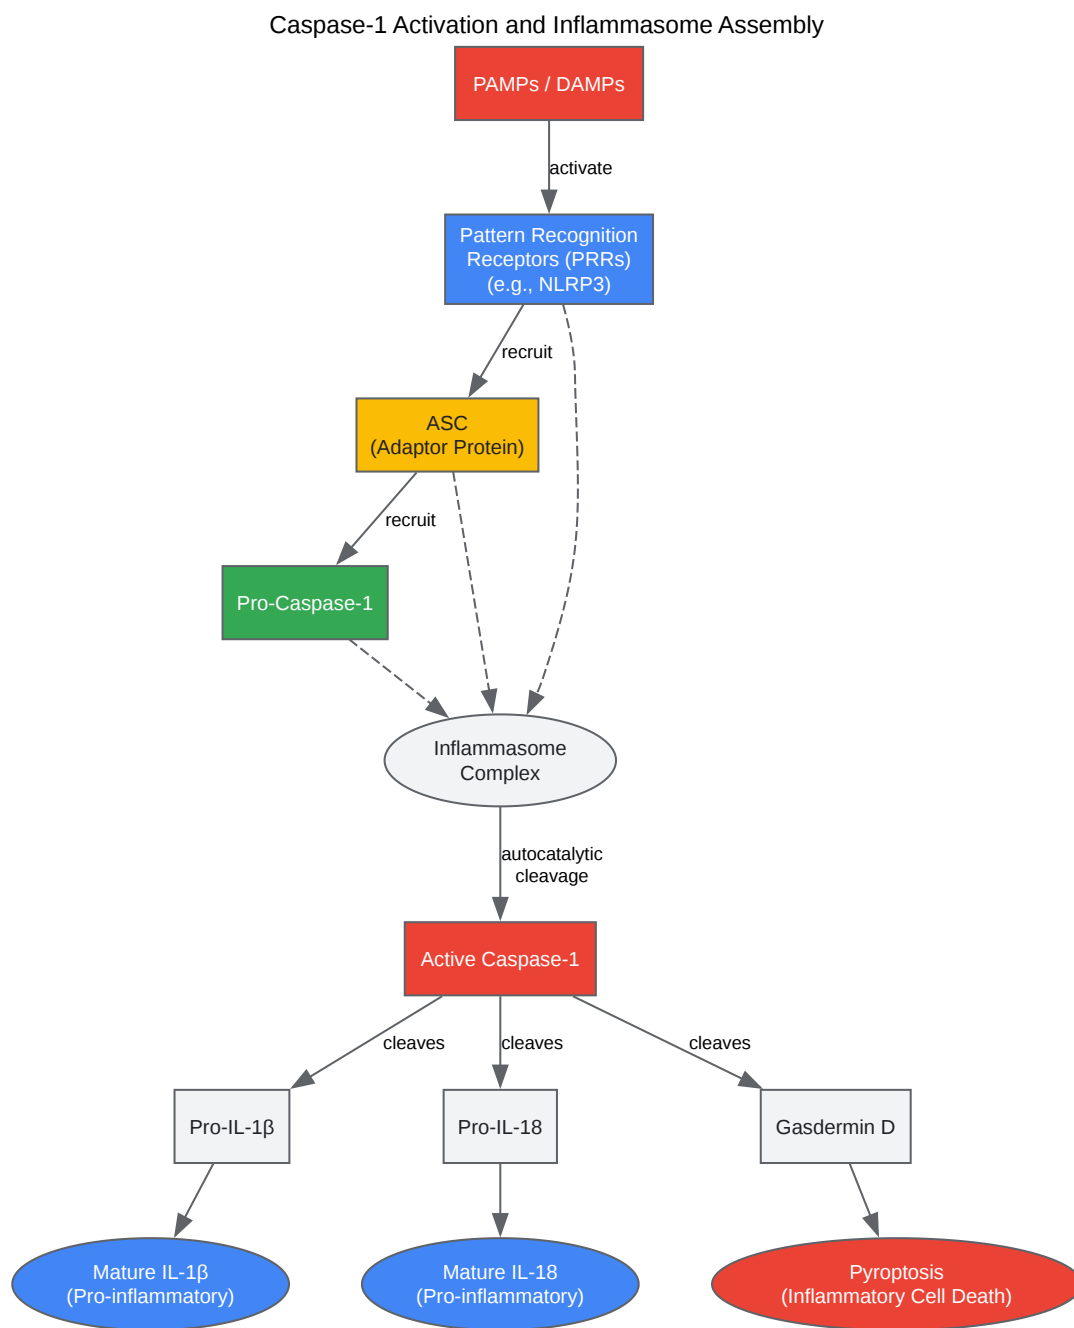 Caspase-1 Activation and Inflammasome Assembly
PAMPs / DAMPs
activate
Pattern Recognition
Receptors (PRRs)
(e.g., NLRP3)
recruit
ASC
(Adaptor Protein)
recruit
Pro-Caspase-1
Inflammasome
Complex
autocatalytic
cleavage
Active Caspase-1
cleaves
cleaves
cleaves
Pro-IL-1β
Pro-IL-18
Gasdermin D
Mature IL-1β
(Pro-inflammatory)
Mature IL-18
(Pro-inflammatory)
Pyroptosis
(Inflammatory Cell Death)